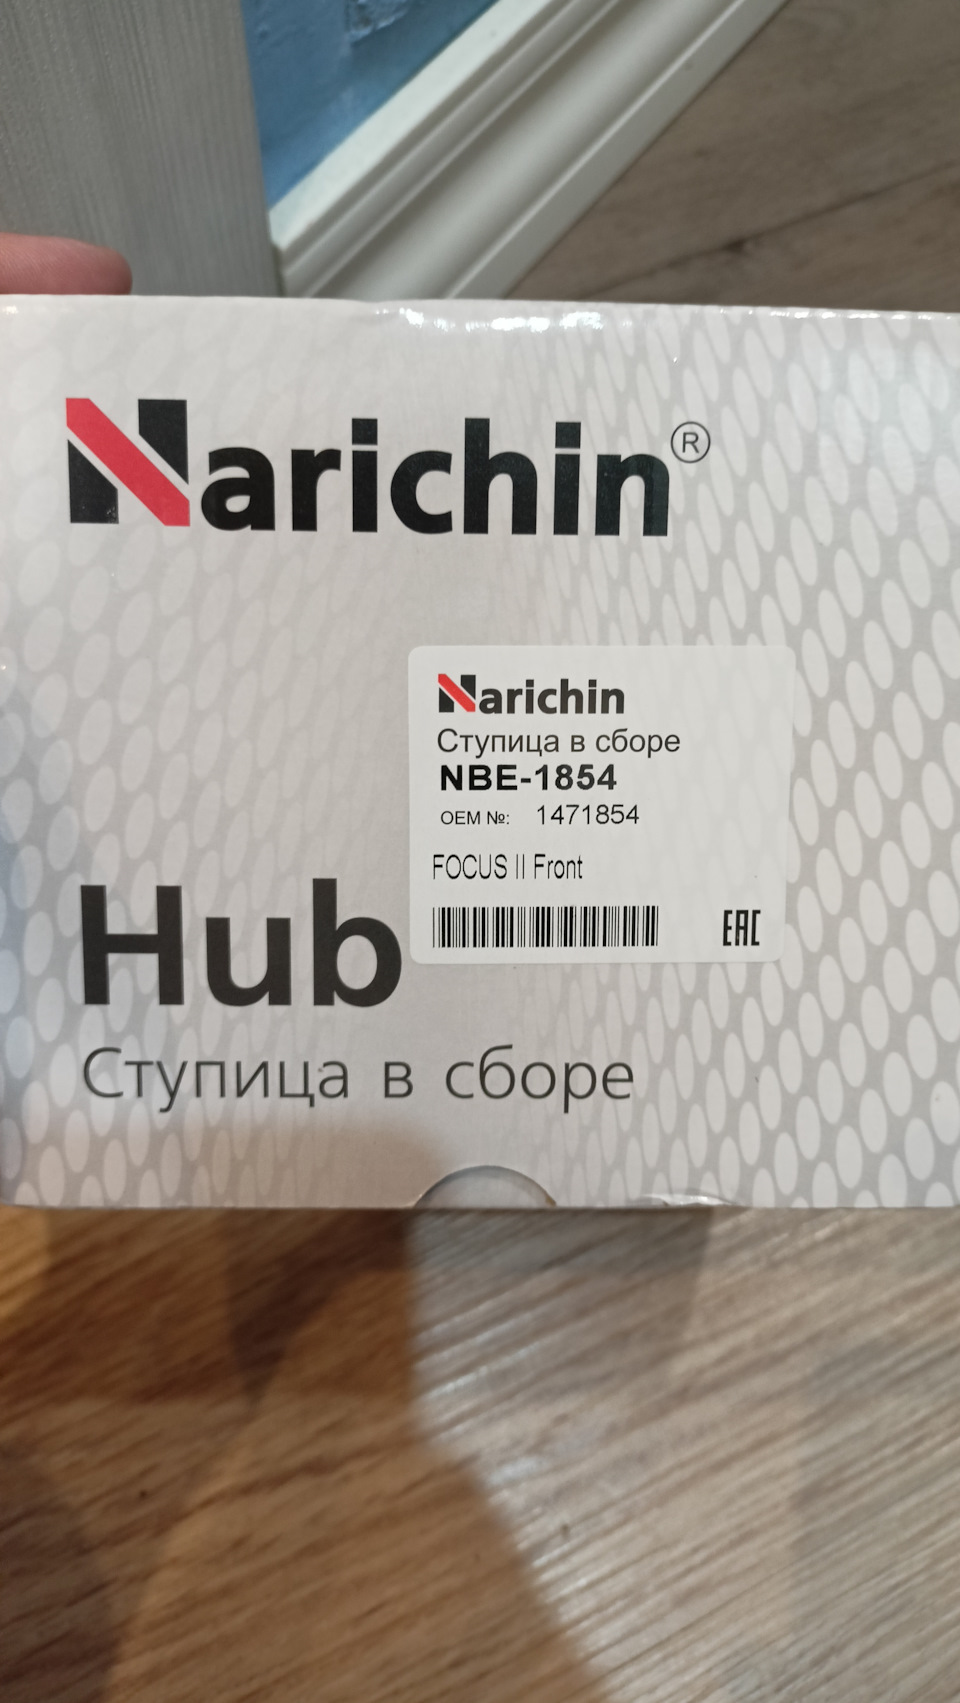 Narichin®
Narichin
Ступица в сборе
NBE-1854
OEM №: 1471854
FOCUS II Front
EAC
Hub
Ступица в сборе